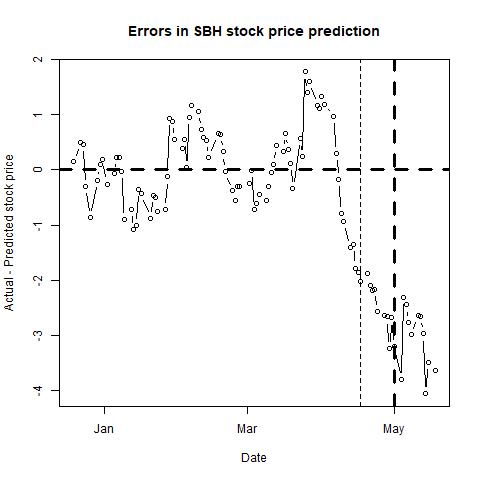 Errors in SBH stock price prediction
Actual - Predicted stock price
2
1
0
-1
-2
-3
-4
Jan
Mar
May
Date